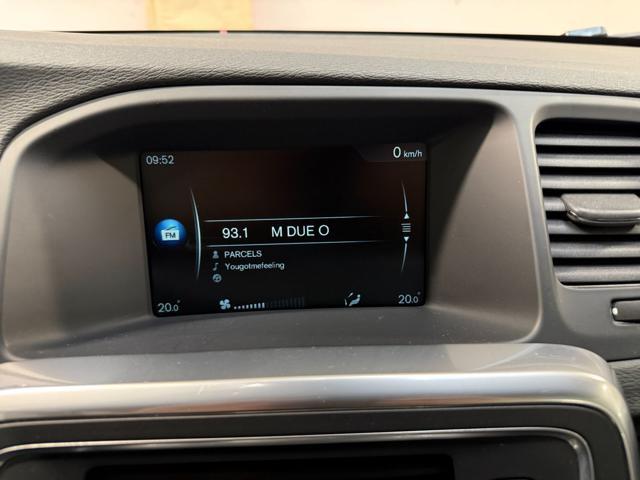 09:52
0 km/h
FM
93.1 M DUE O
PARCELS
Yougotmefeeling
20.0°
20.0°